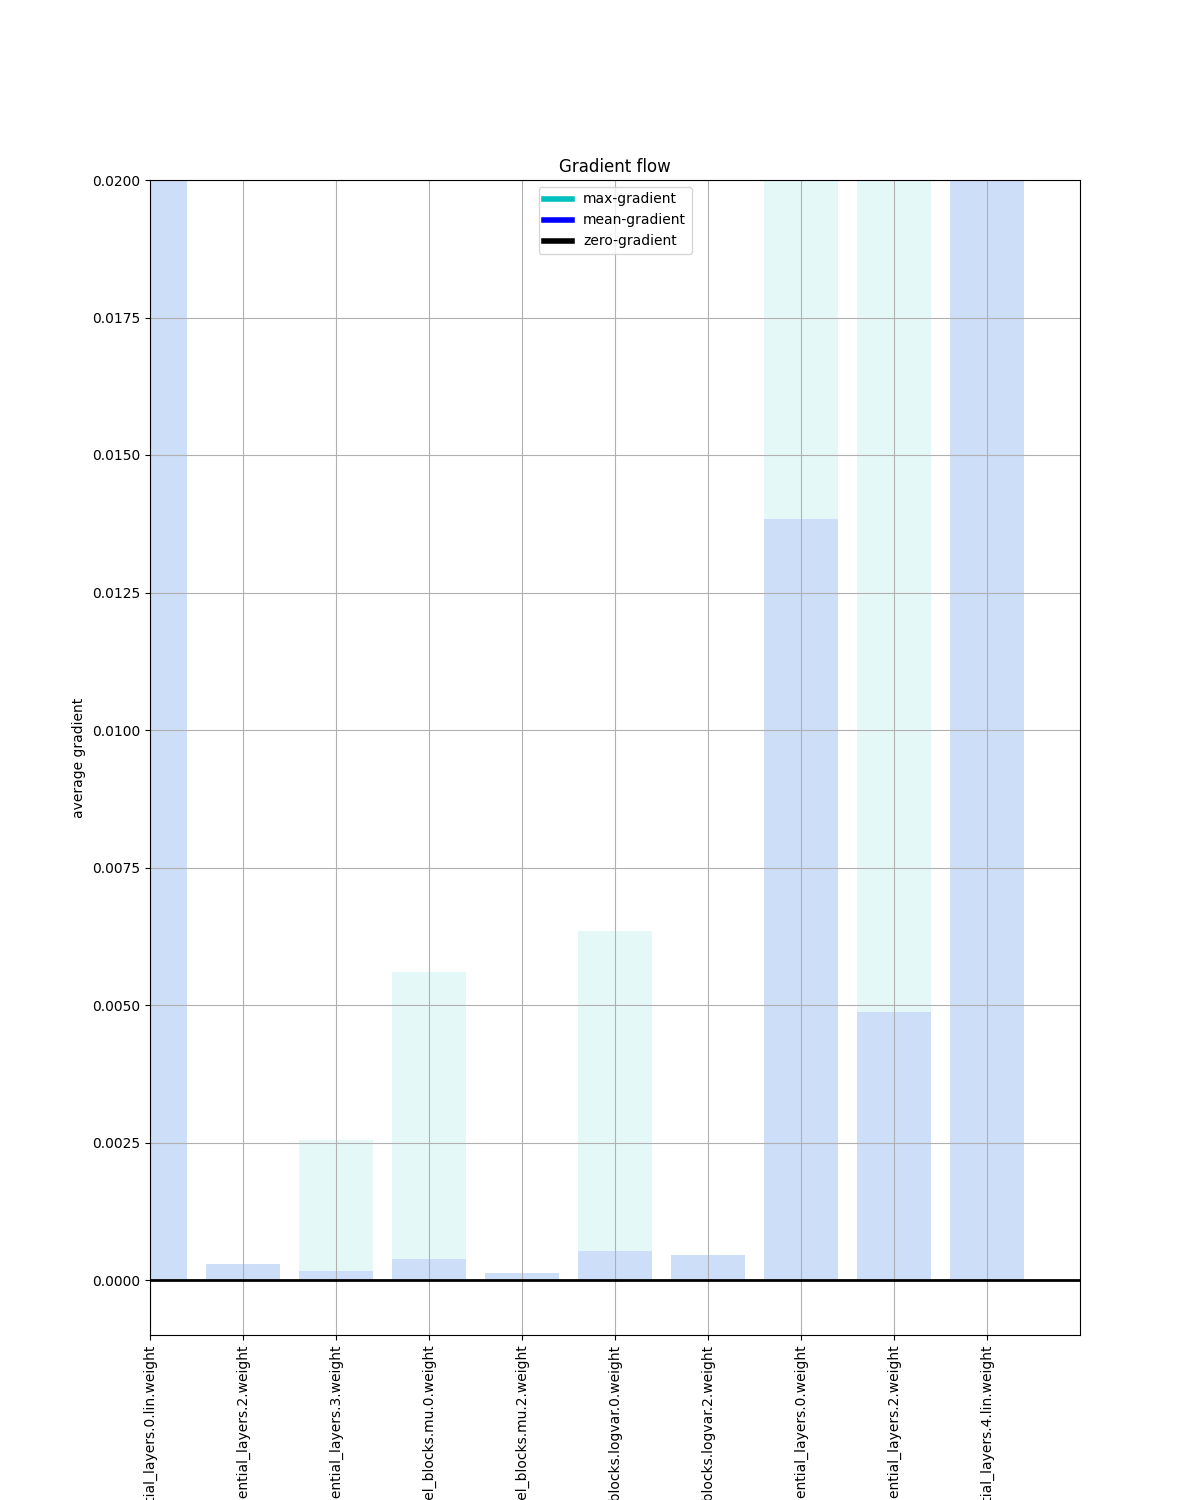 Gradient flow
max-gradient
mean-gradient
zero-gradient
average gradient
0.0200
0.0175
0.0150
0.0125
0.0100
0.0075
0.0050
0.0025
0.0000
tial_layers.0.lin.weight
ential_layers.2.weight
ential_layers.3.weight
el_blocks.mu.0.weight
el_blocks.mu.2.weight
blocks.logvar.0.weight
blocks.logvar.2.weight
ential_layers.0.weight
ential_layers.2.weight
tial_layers.4.lin.weight